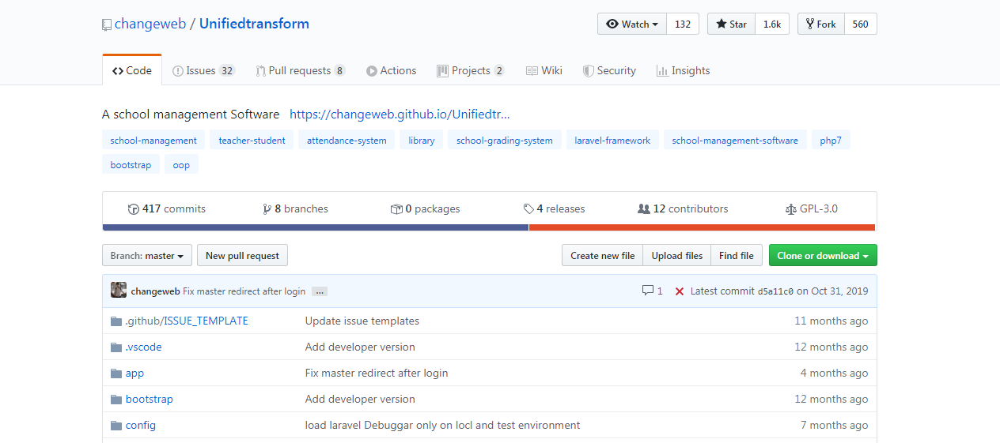 changeweb / Unifiedtransform Watch 132 Star 1.6k Fork 560
Code Issues 32 Pull requests 8 Actions Projects 2 Wiki Security Insights
A school management Software https://changeweb.github.io/Unifiedtr...
school-management teacher-student attendance-system library school-grading-system laravel-framework school-management-software php7
bootstrap oop
417 commits 8 branches 0 packages 4 releases 12 contributors GPL-3.0
Branch: master New pull request Create new file Upload files Find file Clone or download
changeweb Fix master redirect after login ... 1 Latest commit d5a11c0 on Oct 31, 2019
.github/ISSUE_TEMPLATE Update issue templates 11 months ago
.vscode Add developer version 12 months ago
app Fix master redirect after login 4 months ago
bootstrap Add developer version 12 months ago
config load laravel Debuggar only on locl and test environment 7 months ago